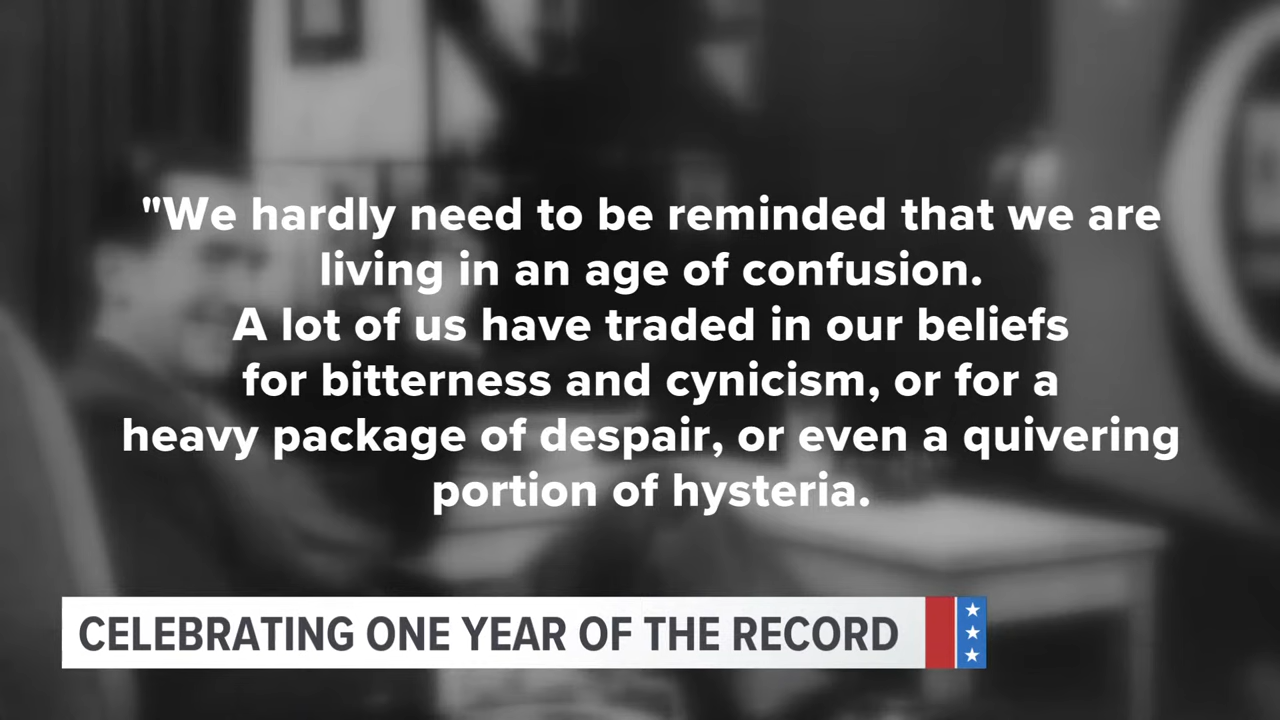 "We hardly need to be reminded that we are
living in an age of confusion.
A lot of us have traded in our beliefs
for bitterness and cynicism, or for a
heavy package of despair, or even a quivering
portion of hysteria.
CELEBRATING ONE YEAR OF THE RECORD